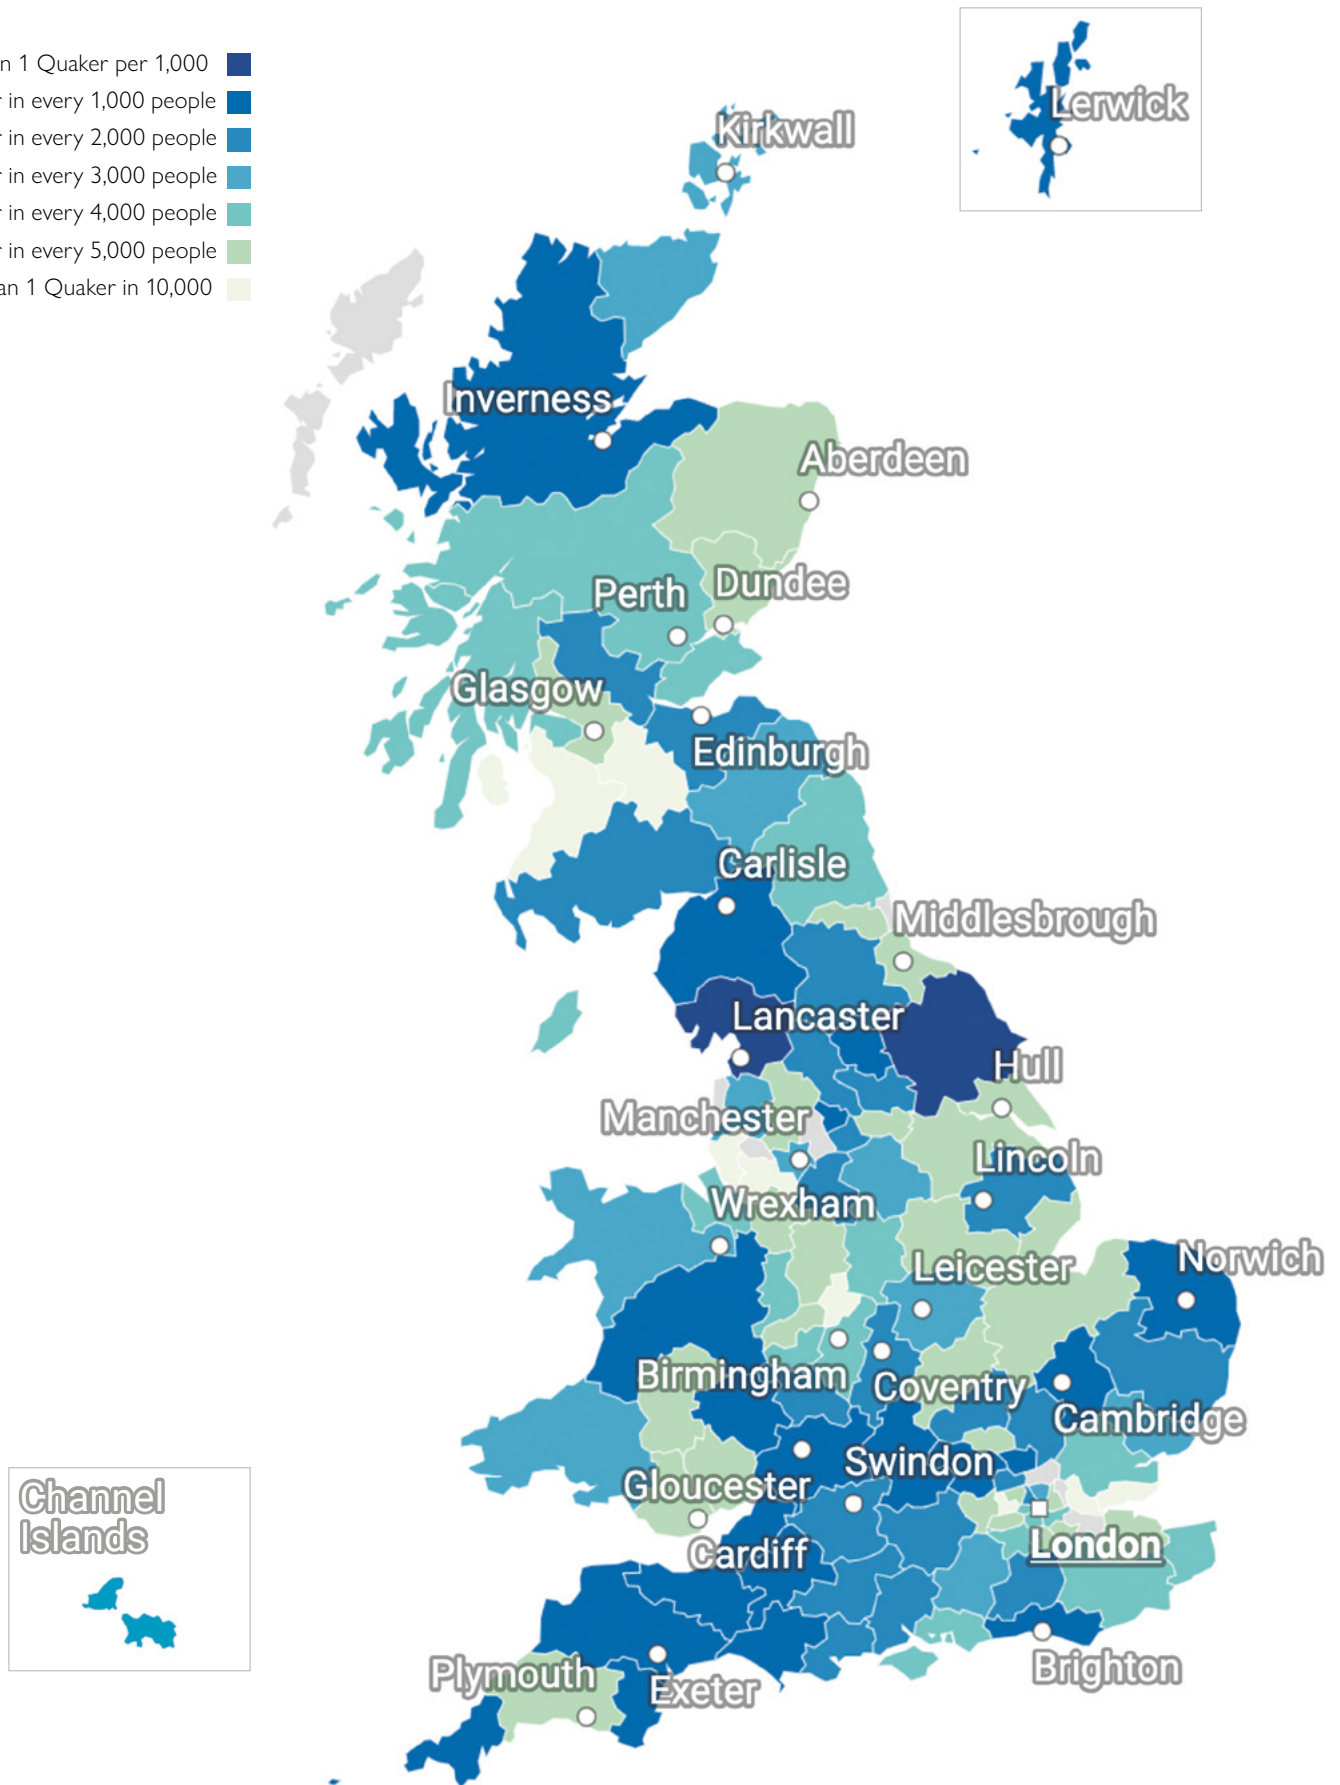 n 1 Quaker per 1,000
r in every 1,000 people
r in every 2,000 people
r in every 3,000 people
r in every 4,000 people
r in every 5,000 people
an 1 Quaker in 10,000
Lerwick
Kirkwall
Inverness
Aberdeen
Perth
Dundee
Glasgow
Edinburgh
Carlisle
Middlesbrough
Lancaster
Hull
Manchester
Lincoln
Wrexham
Norwich
Leicester
Birmingham
Coventry
Cambridge
Swindon
Gloucester
Channel
Islands
London
Cardiff
Brighton
Plymouth
Exeter